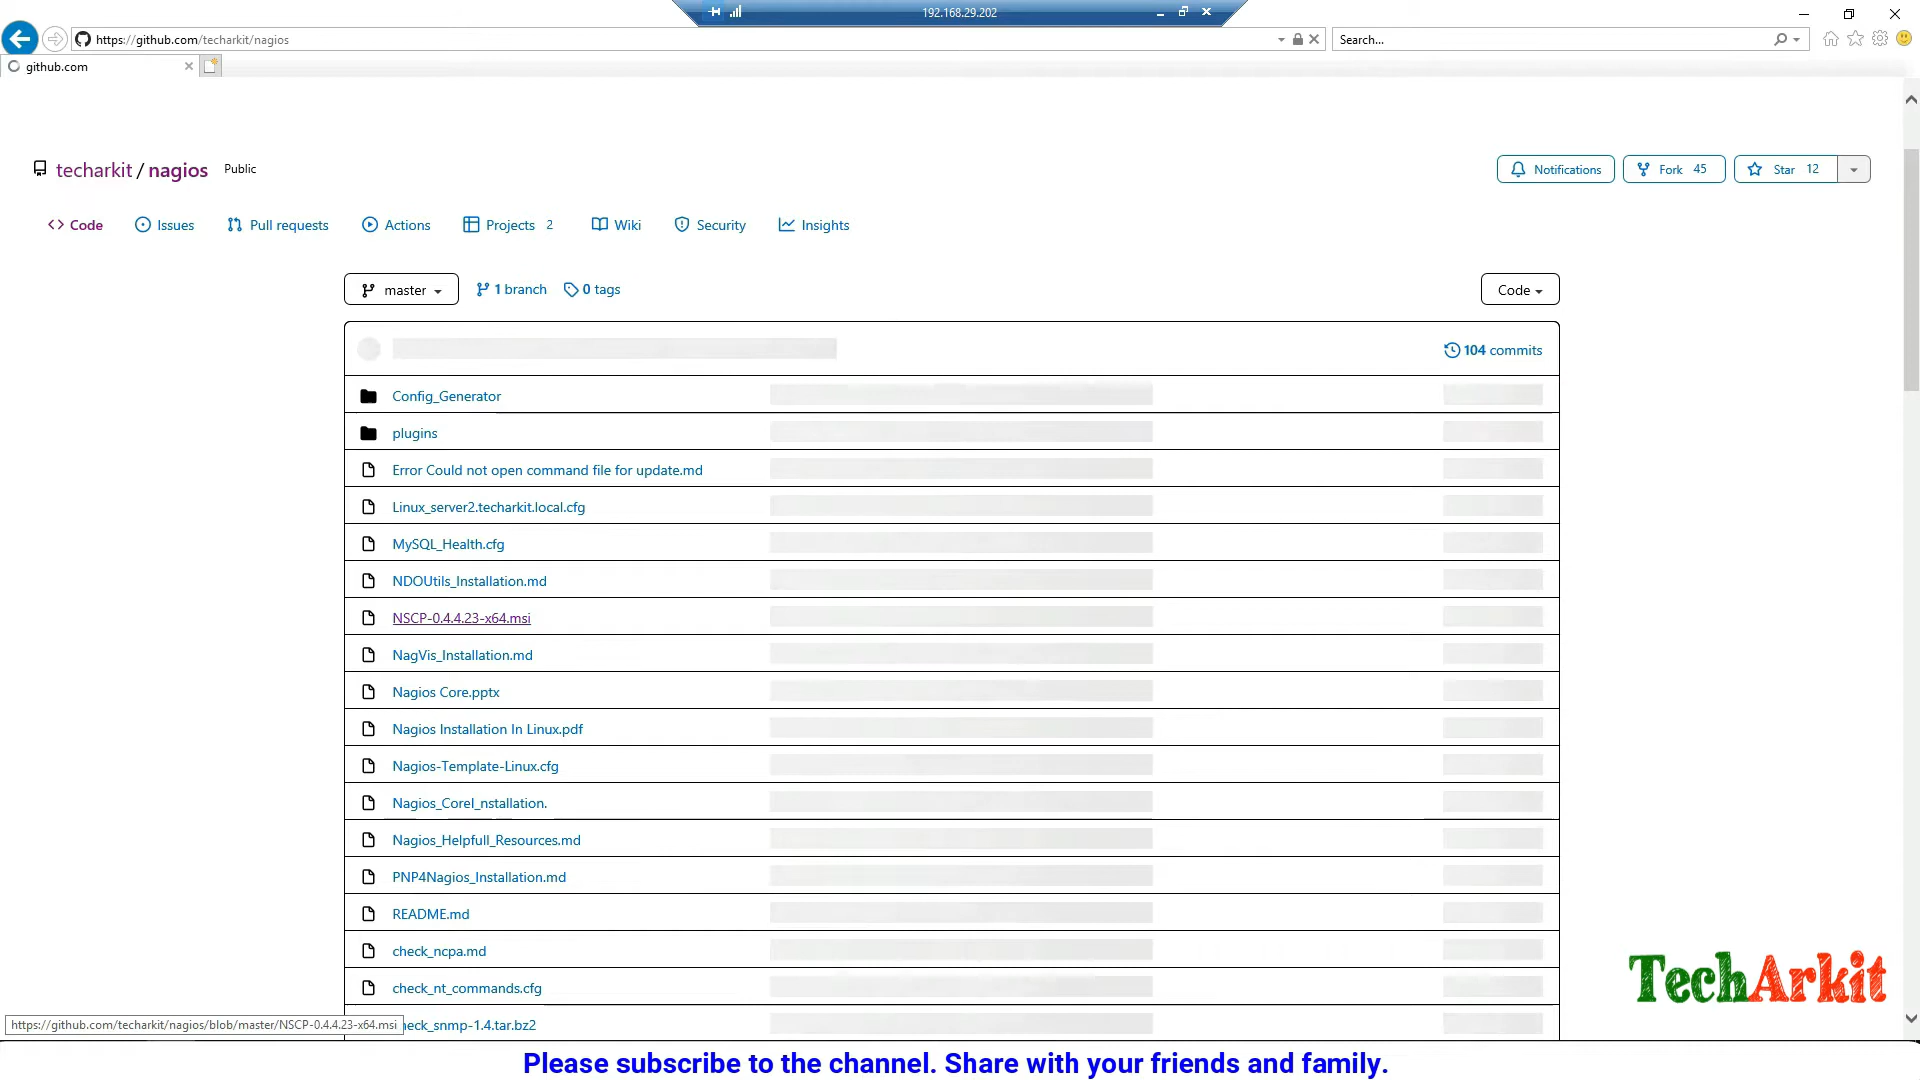 192.168.29.202
https://github.com/techarkit/nagios
Search...
github.com
techarkit / nagios Public
Notifications
Fork 45
Star 12
Code
Issues
Pull requests
Actions
Projects 2
Wiki
Security
Insights
master
1 branch
0 tags
Code
104 commits
Config_Generator
plugins
Error Could not open command file for update.md
Linux_server2.techarkit.local.cfg
MySQL_Health.cfg
NDOUtils_Installation.md
NSCP-0.4.4.23-x64.msi
NagVis_Installation.md
Nagios Core.pptx
Nagios Installation In Linux.pdf
Nagios-Template-Linux.cfg
Nagios_CoreI_nstallation.
Nagios_Helpfull_Resources.md
PNP4Nagios_Installation.md
README.md
check_ncpa.md
check_nt_commands.cfg
heck_snmp-1.4.tar.bz2
https://github.com/techarkit/nagios/blob/master/NSCP-0.4.4.23-x64.msi
TechArkit
Please subscribe to the channel. Share with your friends and family.